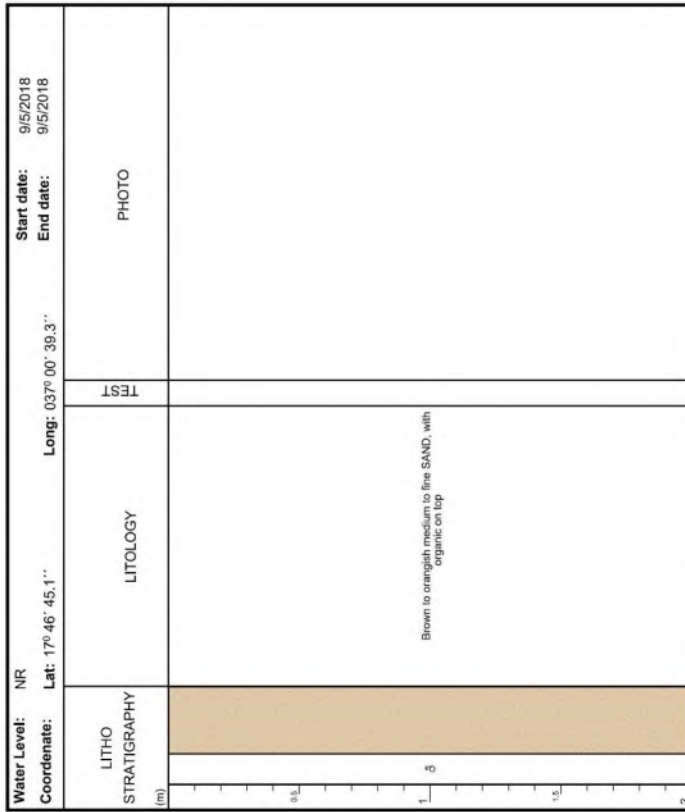 Water Level: NR Start date: 9/5/2018
Coordenate: Lat: 17º 46´ 45.1´´ Long: 037º 00´ 39.3´´ End date: 9/5/2018
LITHO
STRATIGRAPHY
LITOLOGY
TEST
PHOTO
(m)
0.5
1
1.5
2
Brown to orangish medium to fine SAND, with
organic on top